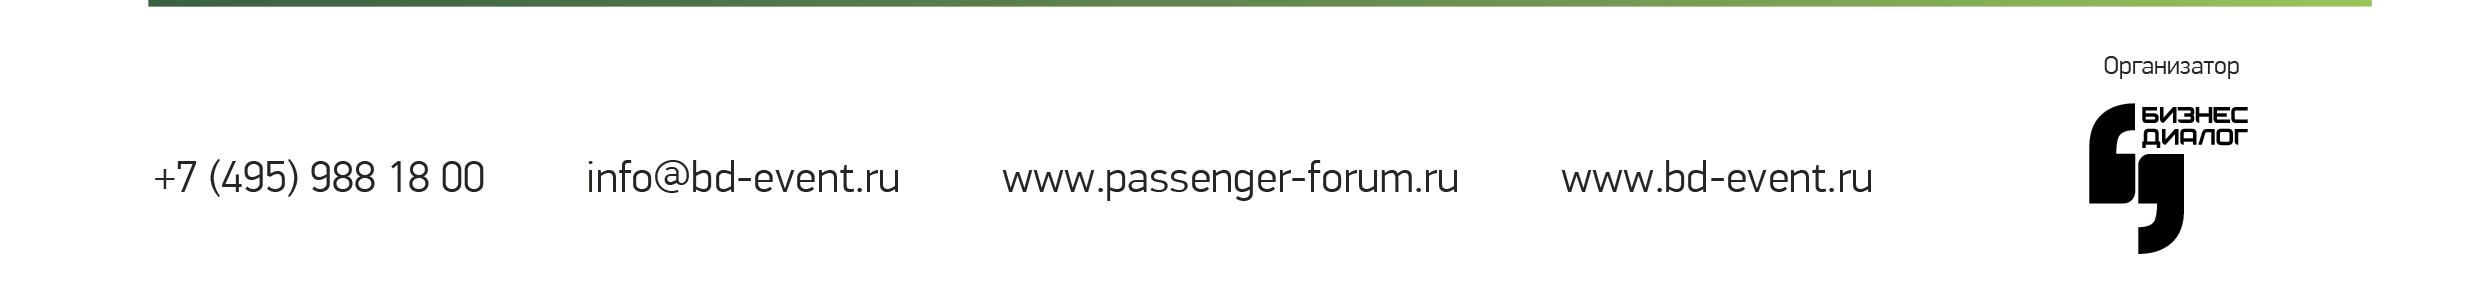 Организатор
БИЗНЕС
ДИАЛОГ
+7 (495) 988 18 00
info@bd-event.ru
www.passenger-forum.ru
www.bd-event.ru